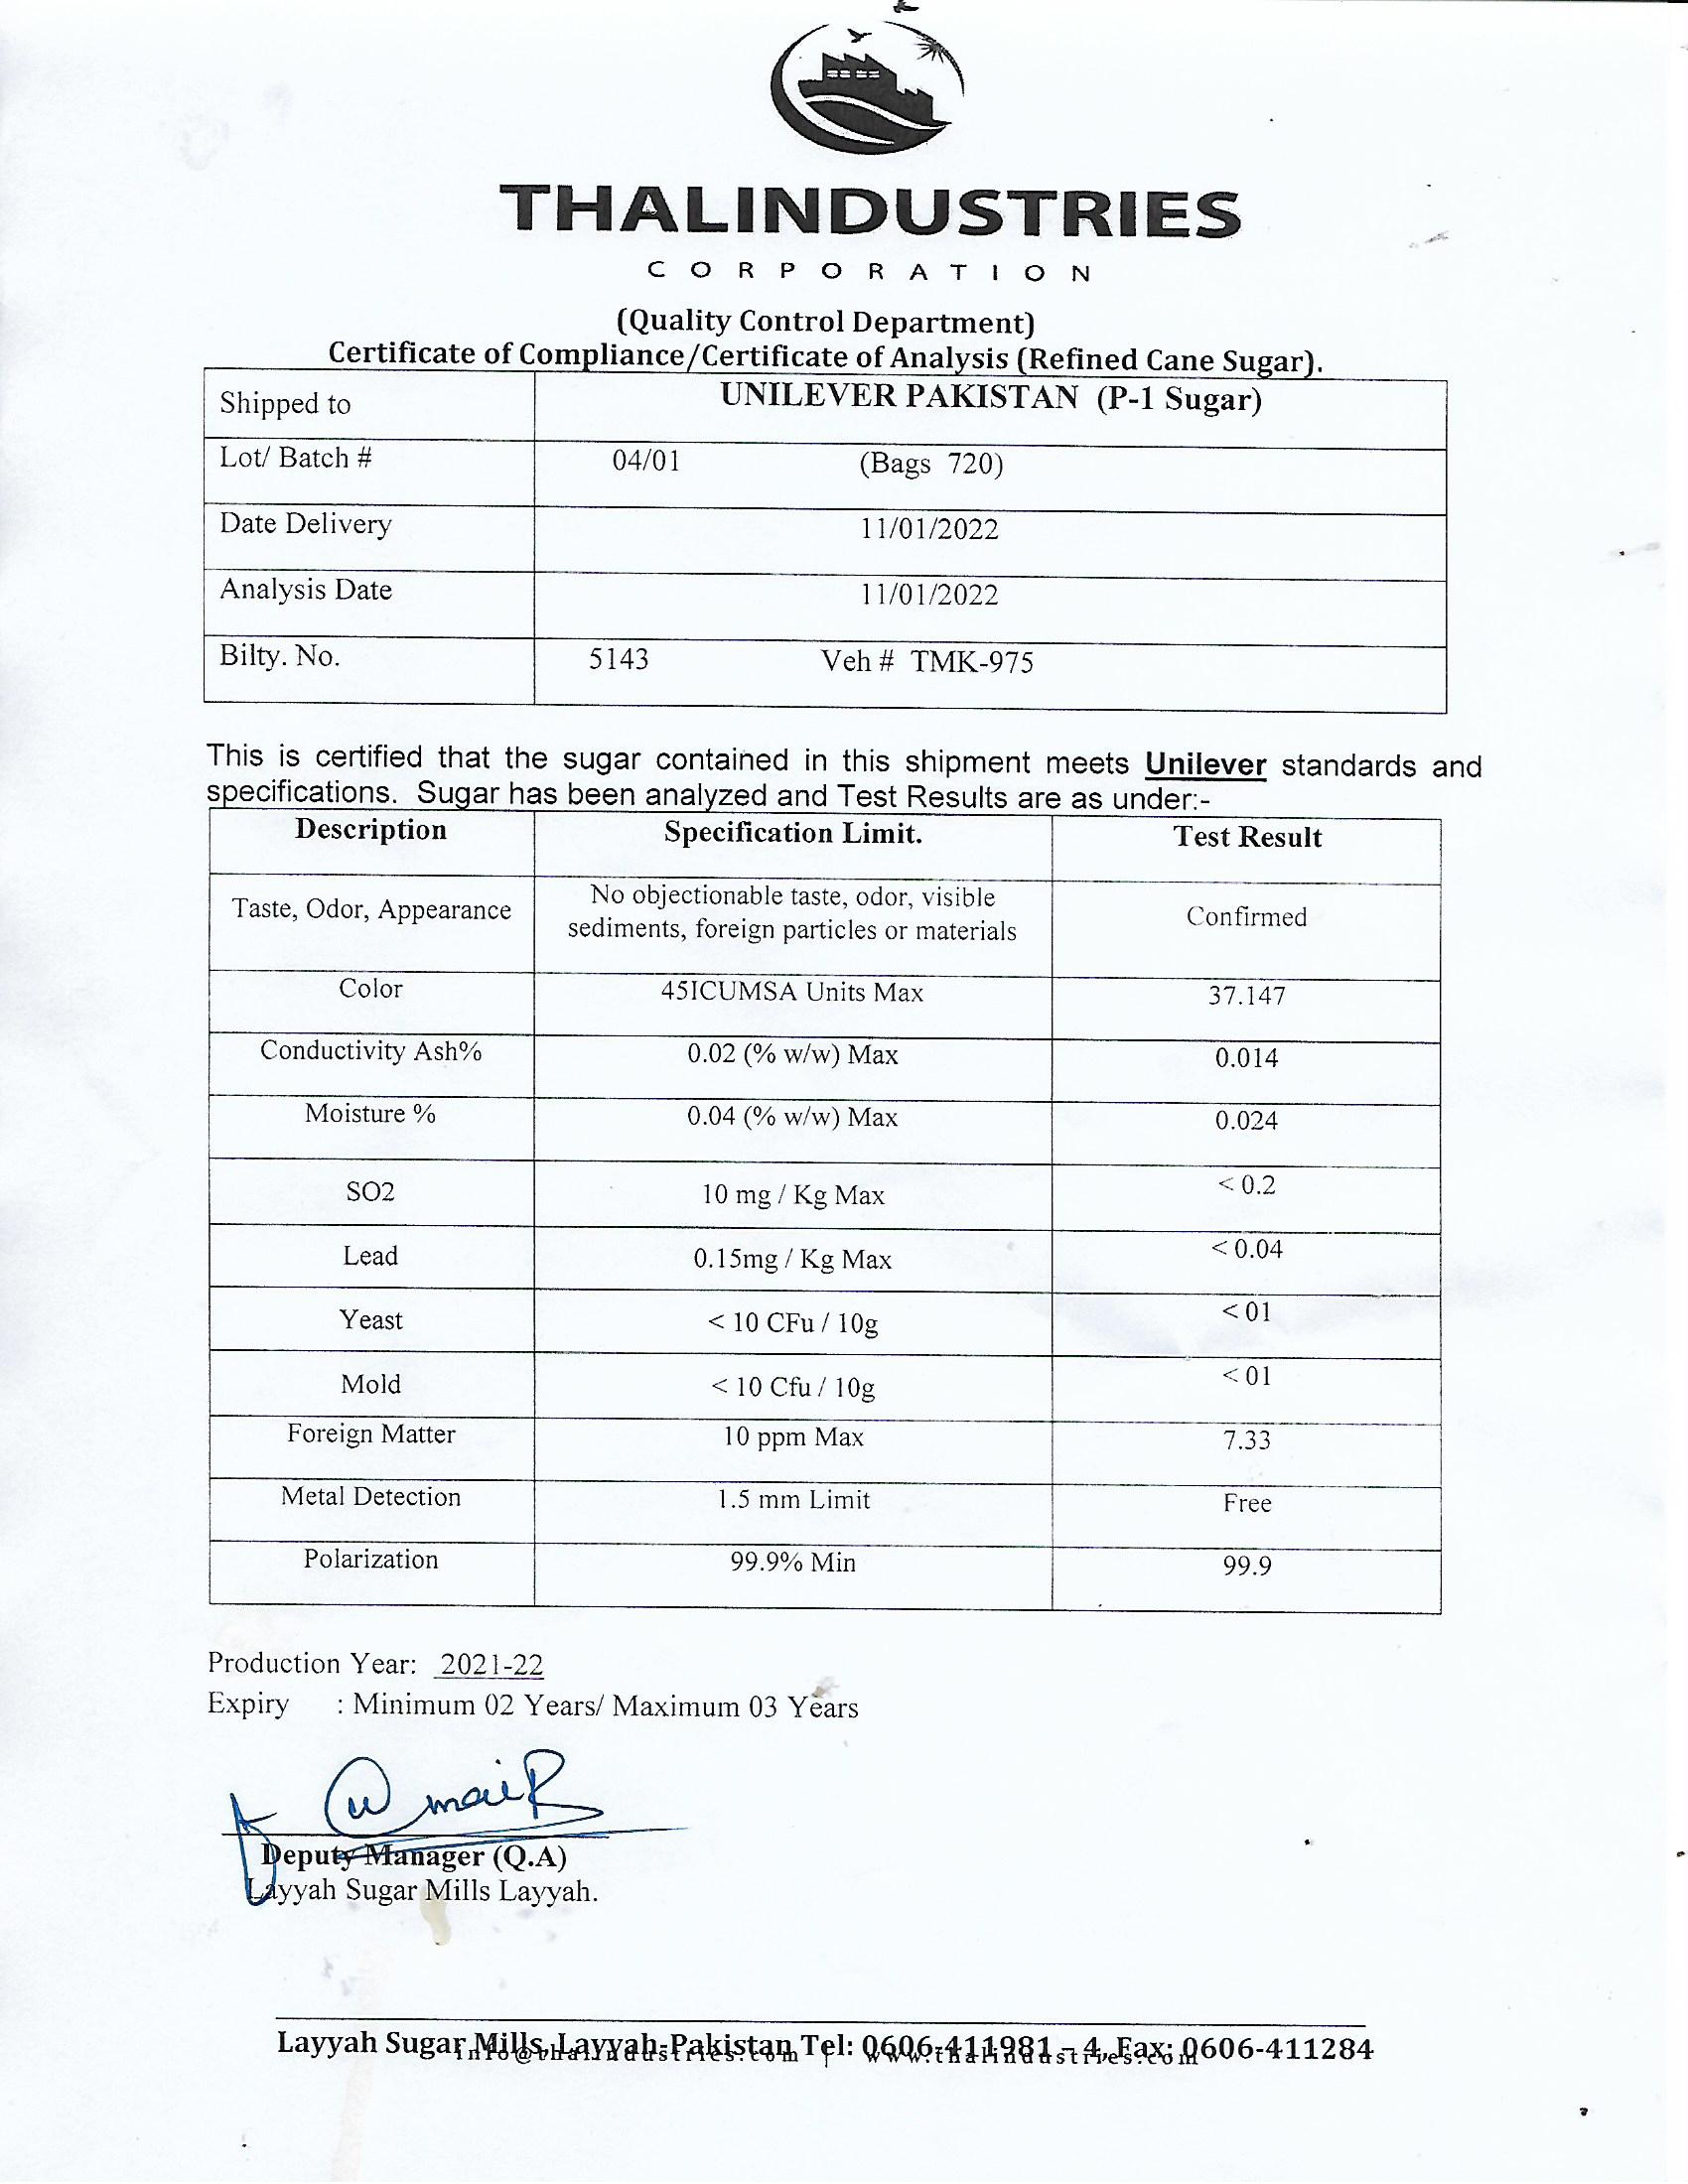 THALINDUSTRIES
CORPORATION
(Quality Control Department)
Certificate of Compliance/Certificate of Analysis (Refined Cane Sugar).
Shipped to UNILEVER PAKISTAN (P-1 Sugar)
Lot/ Batch # 04/01 (Bags 720)
Date Delivery 11/01/2022
Analysis Date 11/01/2022
Bilty. No. 5143 Veh # TMK-975
This is certified that the sugar contained in this shipment meets Unilever standards and
specifications. Sugar has been analyzed and Test Results are as under:-
Description Specification Limit. Test Result
Taste, Odor, Appearance No objectionable taste, odor, visible
sediments, foreign particles or materials Confirmed
Color 45ICUMSA Units Max 37.147
Conductivity Ash% 0.02 (% w/w) Max 0.014
Moisture % 0.04 (% w/w) Max 0.024
SO2 10 mg / Kg Max < 0.2
Lead 0.15mg / Kg Max < 0.04
Yeast < 10 CFu / 10g < 01
Mold < 10 Cfu / 10g < 01
Foreign Matter 10 ppm Max 7.33
Metal Detection 1.5 mm Limit Free
Polarization 99.9% Min 99.9
Production Year: 2021-22
Expiry : Minimum 02 Years/ Maximum 03 Years
Deputy Manager (Q.A)
Layyah Sugar Mills Layyah.
Layyah Sugar Mills, Layyah-Pakistan Tel: 0606-411981 – 4, Fax: 0606-411284
info@thalindustries.com | www.thalindustries.com